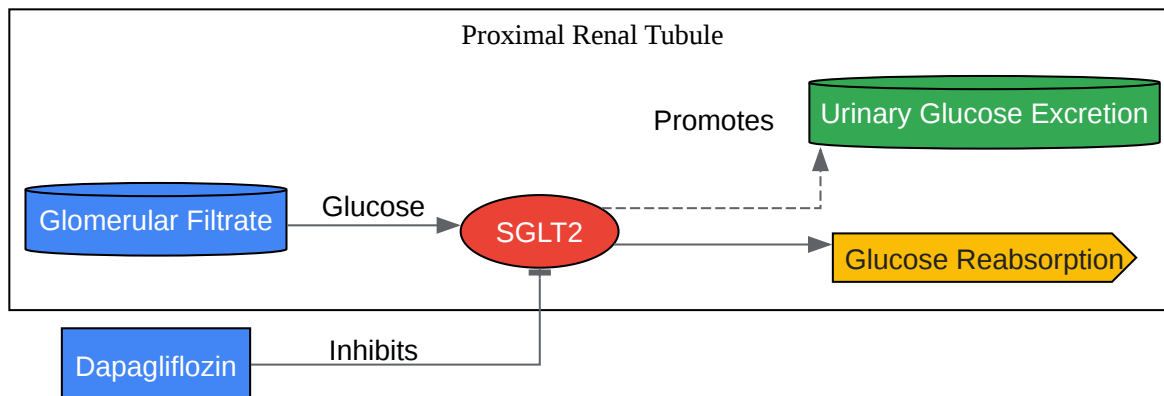 Proximal Renal Tubule
Promotes
Urinary Glucose Excretion
Glomerular Filtrate
Glucose
SGLT2
Glucose Reabsorption
Dapagliflozin
Inhibits